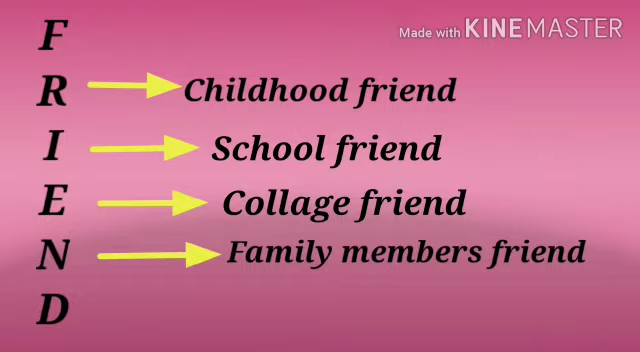 F
Made with KINEMASTER
R Childhood friend
I School friend
E Collage friend
N Family members friend
D